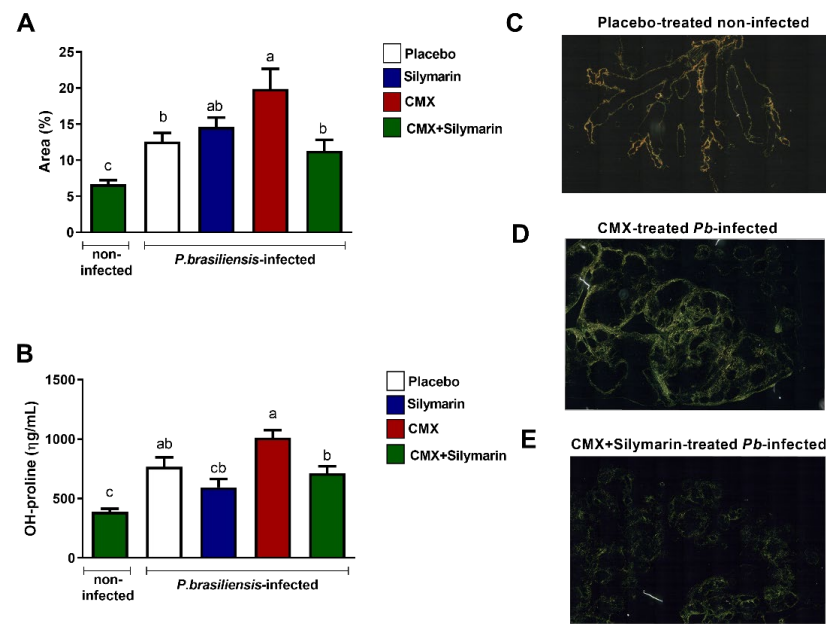 A
25
20
15
10
5
0
Area (%)
c
b
ab
a
b
non-
infected
P.brasiliensis-infected
Placebo
Silymarin
CMX
CMX+Silymarin
B
1500
1000
500
0
OH-proline (ηg/mL)
c
ab
cb
a
b
non-
infected
P.brasiliensis-infected
Placebo
Silymarin
CMX
CMX+Silymarin
C
Placebo-treated non-infected
D
CMX-treated Pb-infected
E
CMX+Silymarin-treated Pb-infected